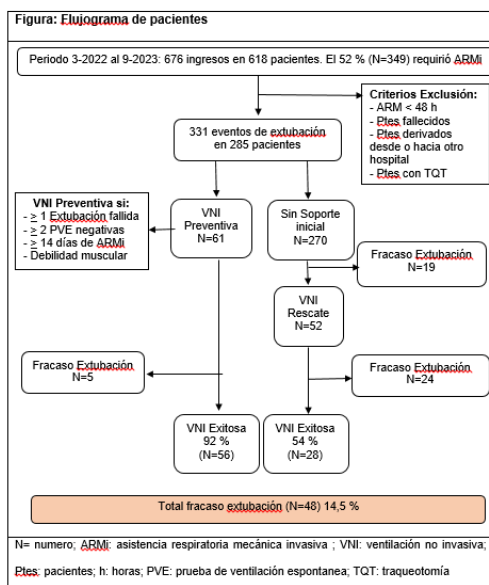 Figura: Flujograma de pacientes
Periodo 3-2022 al 9-2023: 676 ingresos en 618 pacientes. El 52 % (N=349) requirió ARMi
Criterios Exclusión:
- ARM < 48 h
- Ptes fallecidos
- Ptes derivados
desde o hacia otro
hospital
- Ptes con TQT
331 eventos de extubación
en 285 pacientes
VNI Preventiva si:
- > 1 Extubación fallida
- > 2 PVE negativas
- > 14 días de ARMi
- Debilidad muscular
VNI
Preventiva
N=61
Sin Soporte
inicial
N=270
Fracaso Extubación
N=19
VNI
Rescate
N=52
Fracaso Extubación
N=5
Fracaso Extubación
N=24
VNI Exitosa
92 %
(N=56)
VNI Exitosa
54 %
(N=28)
Total fracaso extubación (N=48) 14,5 %
N= numero; ARMi: asistencia respiratoria mecánica invasiva ; VNI: ventilación no invasiva;
Ptes: pacientes; h: horas; PVE: prueba de ventilación espontanea; TQT: traqueotomía